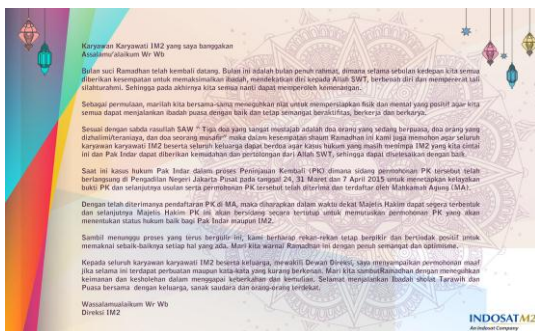 Karyawan Karyawati IM2 yang saya banggakan
Assalamu'alaikum Wr Wb
Bulan suci Ramadhan telah kembali datang. Bulan ini adalah bulan penuh rahmat, dimana selama sebulan kedepan kita semua
diberikan kesempatan untuk memaksimalkan ibadah, mendekatkan diri kepada Allah SWT, berbenah diri dan mempererat tali
silahturahmi. Sehingga pada akhirnya kita semua nanti dapat memperoleh kemenangan.
Sebagai permulaan, marilah kita bersama-sama meneguhkan niat untuk mempersiapkan fisik dan mental yang positif agar kita
semua dapat menjalankan ibadah puasa dengan baik dan tetap semangat beraktifitas, berkerja dan berkarya.
Sesuai dengan sabda rasullah SAW " Tiga doa yang sangat mustajab adalah doa orang yang sedang berpuasa, doa orang yang
dizhalimi/teraniaya, dan doa seorang musafir" maka dalam kesempatan shaum Ramadhan ini kami juga memohon agar seluruh
karyawan karyawati IM2 beserta seluruh keluarga dapat berdoa agar kasus hukum yang masih menimpa IM2 yang kita cintai
ini dan Pak Indar dapat diberikan kemudahan dan pertolongan dari Allah SWT, sehingga dapat diselesaikan dengan baik.
Saat ini kasus hukum Pak Indar dalam proses Peninjauan Kembali (PK) dimana sidang permohonan PK tersebut telah
berlangsung di Pengadilan Negeri Jakarta Pusat pada tanggal 24, 31 Maret dan 7 April 2015 untuk menetapkan kelayakan
bukti PK dan selanjutnya usulan serta permohonan PK tersebut telah diterima dan terdaftar oleh Mahkamah Agung (MA).
Dengan telah diterimanya pendaftaran PK di MA, maka diharapkan dalam waktu dekat Majelis Hakim dapat segera terbentuk
dan selanjutnya Majelis Hakim PK ini akan bersidang secara tertutup untuk memutuskan permohonan PK yang akan
menentukan status hukum baik bagi Pak Indar maupun IM2.
Sambil menunggu proses yang terus bergulir ini, kami berharap rekan-rekan tetap berpikir dan bertindak positif untuk
memaknai sebaik-baiknya setiap hal yang ada. Mari kita warnai Ramadhan ini dengan penuh semangat dan optimisme.
Kepada seluruh karyawan karyawati IM2 beserta keluarga, mewakili Dewan Direksi, saya menyampaikan permohonan maaf
jika selama ini terdapat perbuatan maupun kata-kata yang kurang berkenan. Mari kita sambutRamadhan dengan meneguhkan
keimanan dan kesholehan dalam menggapai keberkahan dan kemuliaan. Selamat menjalankan Ibadah sholat Tarawih dan
Puasa bersama dengan keluarga, sanak saudara dan orang-orang terdekat.
Wassalamualaikum Wr Wb
Direksi IM2
INDOSATM2
An Indosat Company